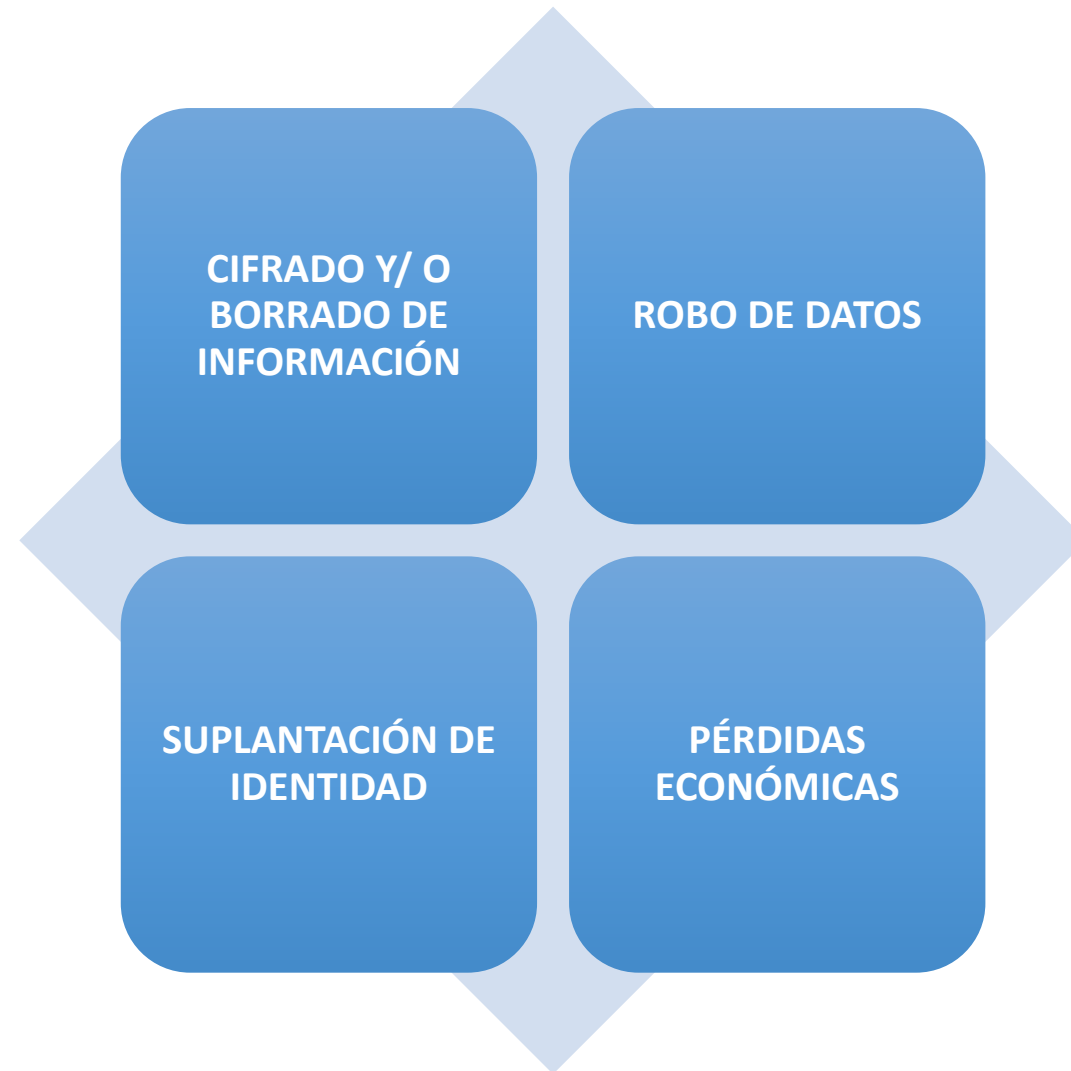 CIFRADO Y/ O
BORRADO DE
INFORMACIÓN
ROBO DE DATOS
SUPLANTACIÓN DE
IDENTIDAD
PÉRDIDAS
ECONÓMICAS